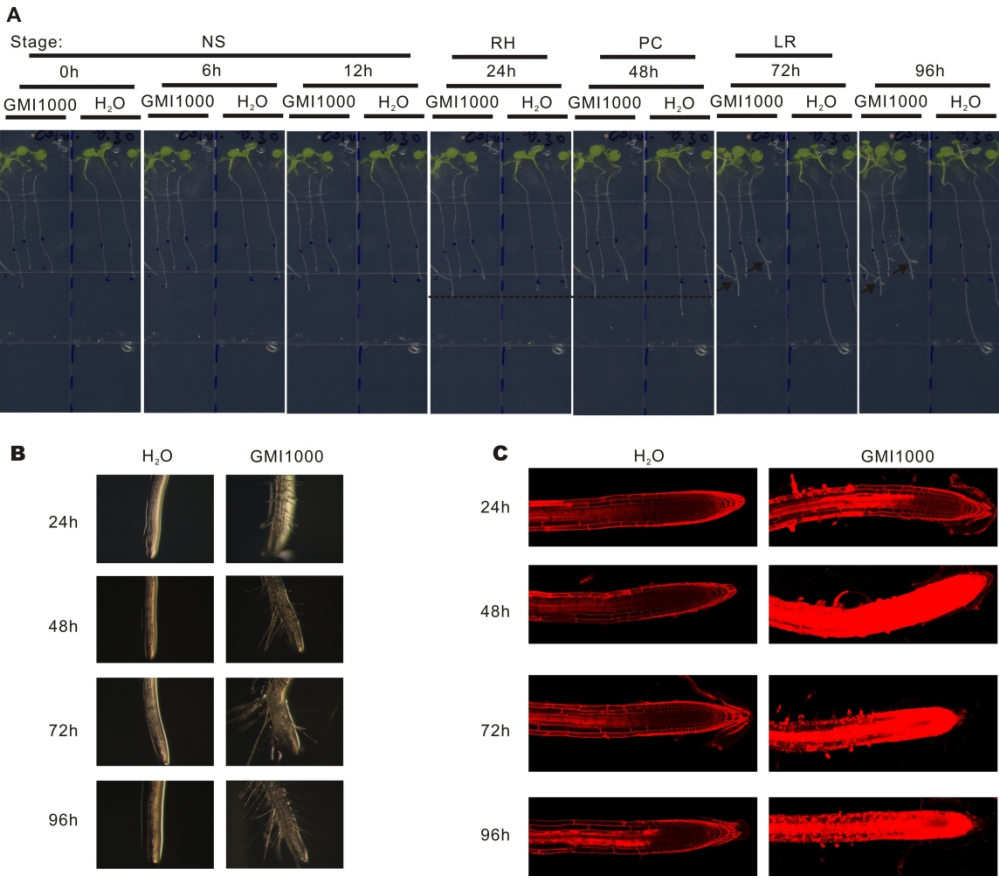 A
Stage: NS RH PC LR
0h 6h 12h 24h 48h 72h 96h
GMI1000 H₂O GMI1000 H₂O GMI1000 H₂O GMI1000 H₂O GMI1000 H₂O GMI1000 H₂O GMI1000 H₂O
B
H₂O GMI1000
24h
48h
72h
96h
C
H₂O GMI1000
24h
48h
72h
96h